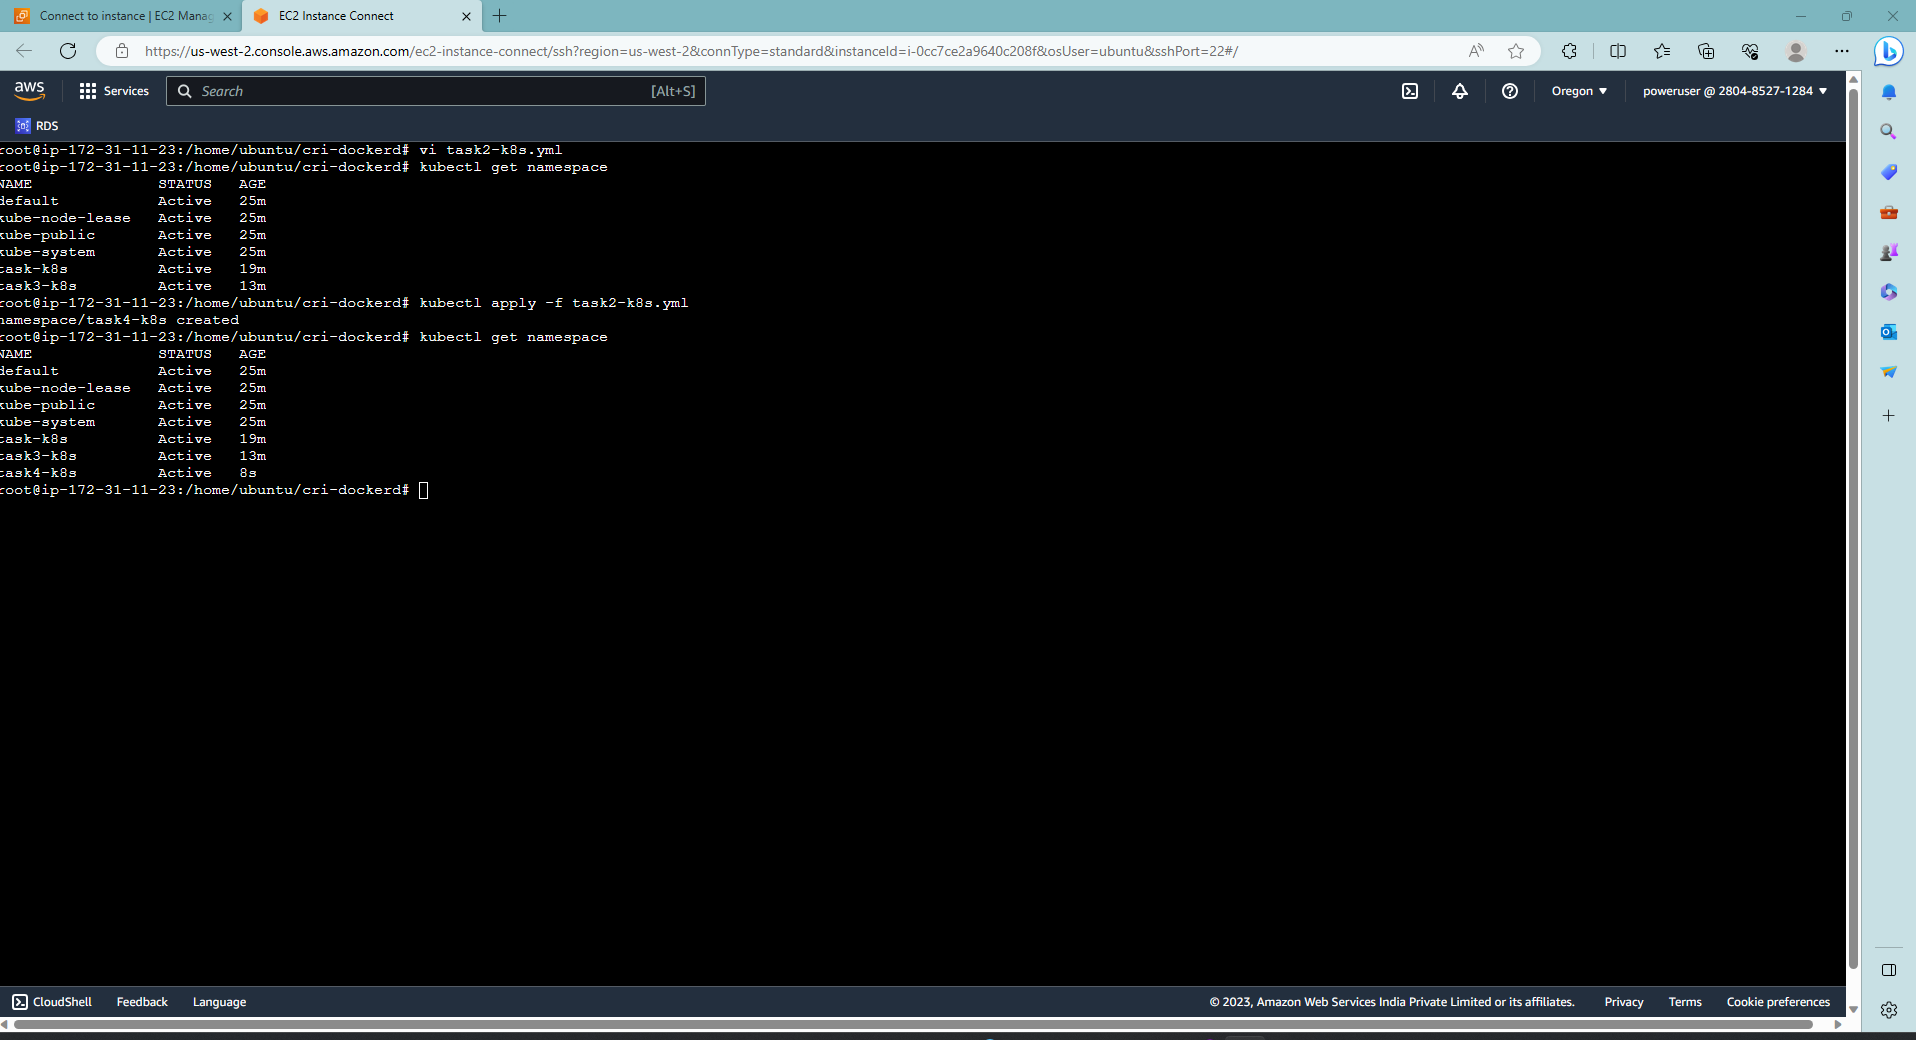 Connect to instance | EC2 Manag
EC2 Instance Connect
https://us-west-2.console.aws.amazon.com/ec2-instance-connect/ssh?region=us-west-2&connType=standard&instanceId=i-0cc7ce2a9640c208f&osUser=ubuntu&sshPort=22#/
aws
Services
Search
[Alt+S]
Oregon
poweruser @ 2804-8527-1284
RDS
root@ip-172-31-11-23:/home/ubuntu/cri-dockerd# vi task2-k8s.yml
root@ip-172-31-11-23:/home/ubuntu/cri-dockerd# kubectl get namespace
NAME STATUS AGE
default Active 25m
kube-node-lease Active 25m
kube-public Active 25m
kube-system Active 25m
task-k8s Active 19m
task3-k8s Active 13m
root@ip-172-31-11-23:/home/ubuntu/cri-dockerd# kubectl apply -f task2-k8s.yml
namespace/task4-k8s created
root@ip-172-31-11-23:/home/ubuntu/cri-dockerd# kubectl get namespace
NAME STATUS AGE
default Active 25m
kube-node-lease Active 25m
kube-public Active 25m
kube-system Active 25m
task-k8s Active 19m
task3-k8s Active 13m
task4-k8s Active 8s
root@ip-172-31-11-23:/home/ubuntu/cri-dockerd#
CloudShell Feedback Language
© 2023, Amazon Web Services India Private Limited or its affiliates. Privacy Terms Cookie preferences